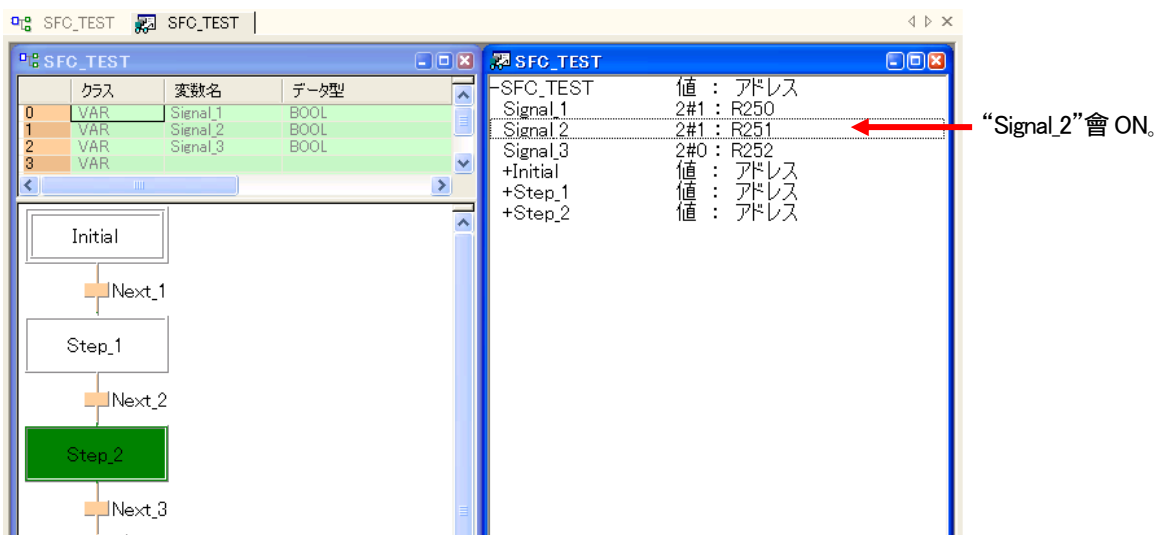 SFC_TEST SFC_TEST
SFC_TEST
クラス 変数名 データ型
0 VAR Signal_1 BOOL
1 VAR Signal_2 BOOL
2 VAR Signal_3 BOOL
3 VAR
Initial
Next_1
Step_1
Next_2
Step_2
Next_3
SFC_TEST
-SFC_TEST 値 : アドレス
Signal_1 2#1 : R250
Signal_2 2#1 : R251
Signal_3 2#0 : R252
+Initial 値 : アドレス
+Step_1 値 : アドレス
+Step_2 値 : アドレス
“Signal_2”會 ON。